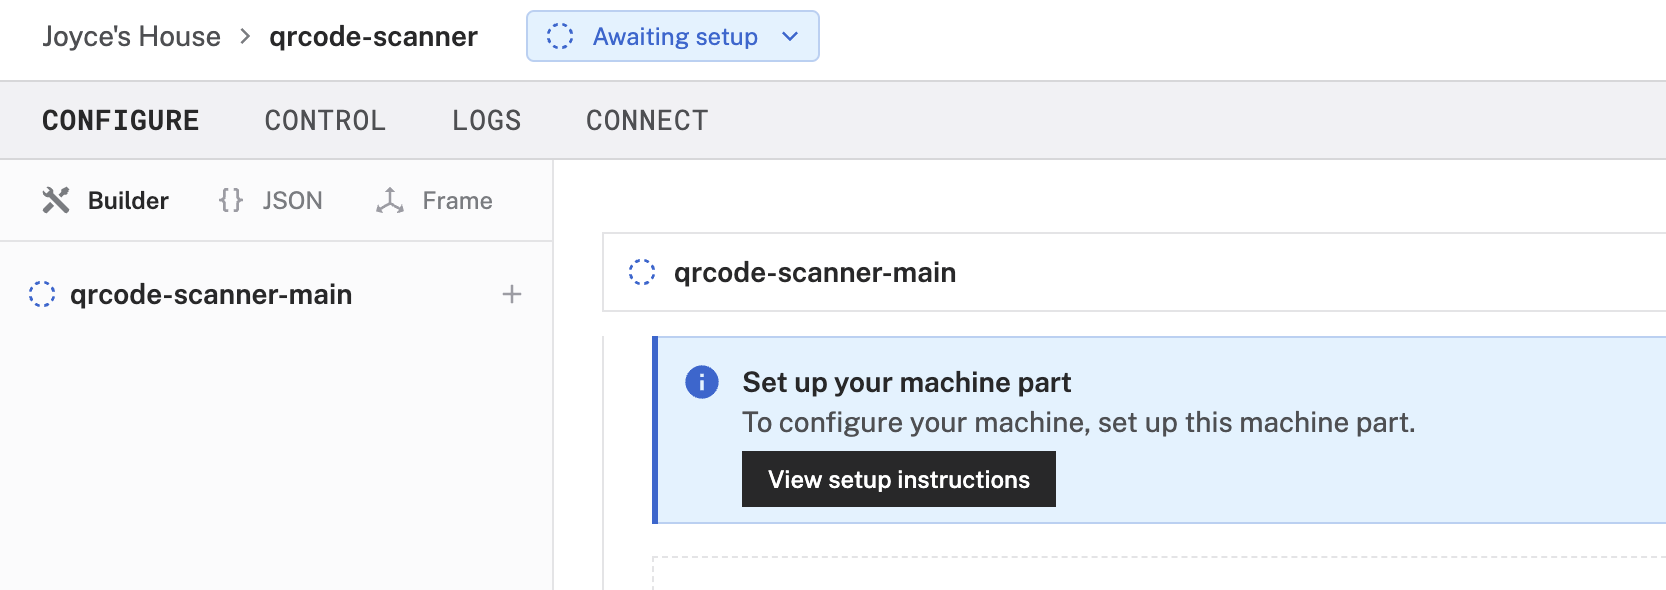 Joyce's House > qrcode-scanner Awaiting setup
CONFIGURE CONTROL LOGS CONNECT
Builder {} JSON Frame
qrcode-scanner-main +
qrcode-scanner-main
Set up your machine part
To configure your machine, set up this machine part.
View setup instructions